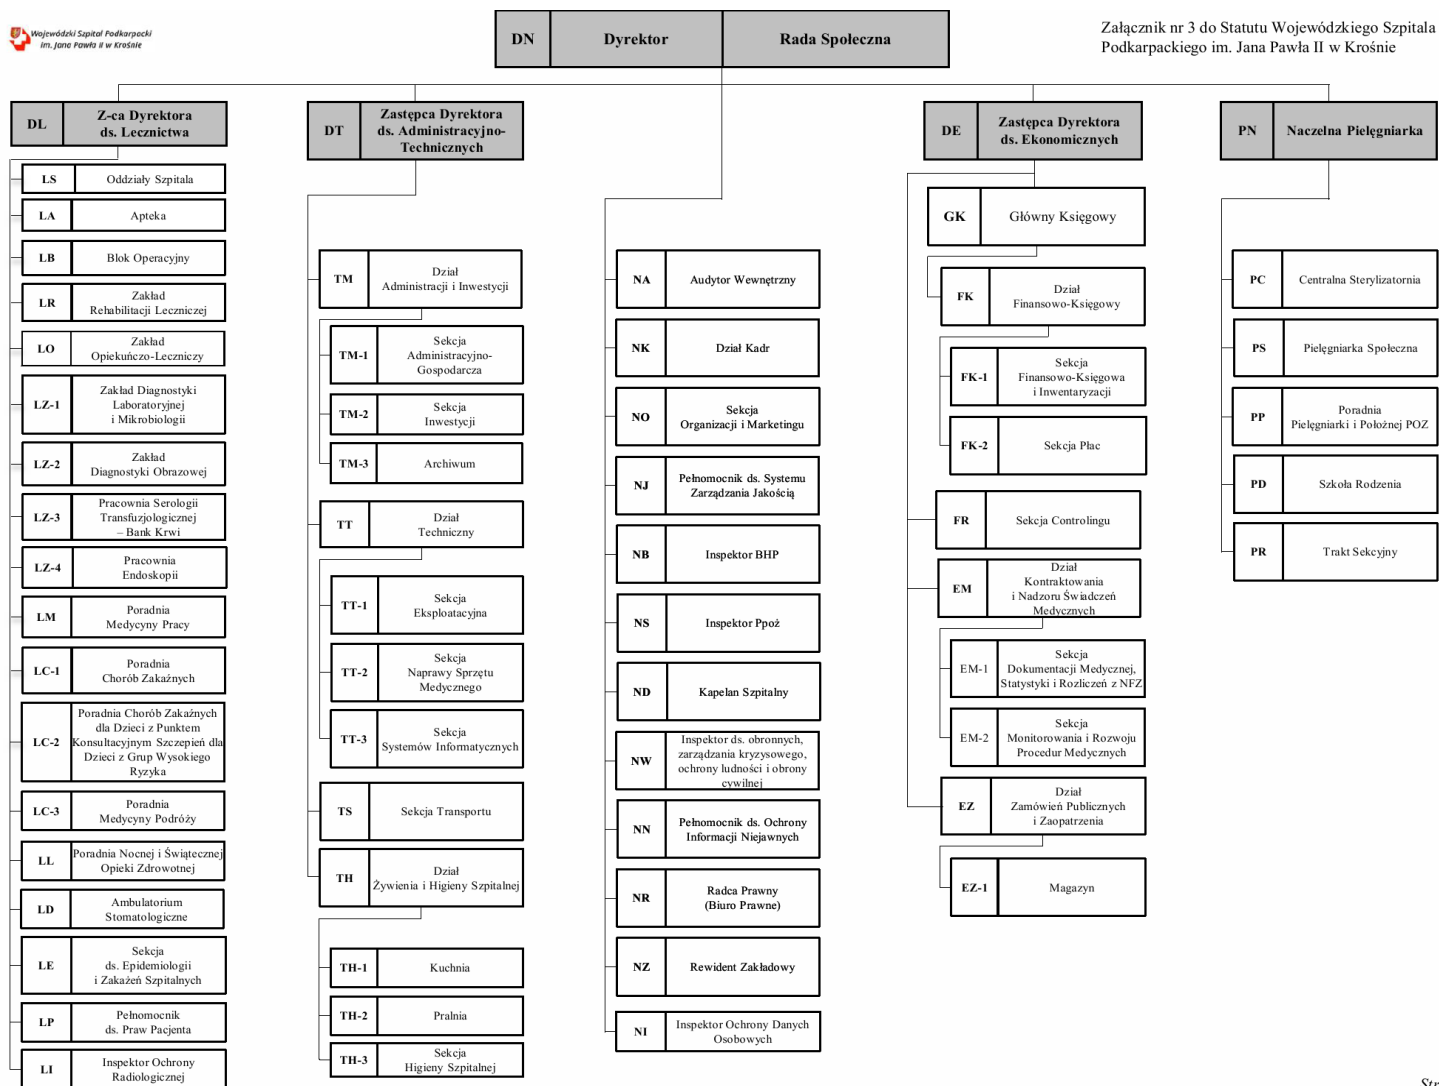 Wojewódzki Szpital Podkarpacki
im. Jana Pawła II w Krośnie
DN
Dyrektor
Rada Społeczna
Załącznik nr 3 do Statutu Wojewódzkiego Szpitala
Podkarpackiego im. Jana Pawła II w Krośnie
DL
Z-ca Dyrektora
ds. Lecznictwa
LS
Oddziały Szpitala
LA
Apteka
LB
Blok Operacyjny
LR
Zakład
Rehabilitacji Leczniczej
LO
Zakład
Opiekuńczo-Leczniczy
LZ-1
Zakład Diagnostyki
Laboratoryjnej
i Mikrobiologii
LZ-2
Zakład
Diagnostyki Obrazowej
LZ-3
Pracownia Serologii
Transfuzjologicznej
– Bank Krwi
LZ-4
Pracownia
Endoskopii
LM
Poradnia
Medycyny Pracy
LC-1
Poradnia
Chorób Zakaźnych
LC-2
Poradnia Chorób Zakaźnych
dla Dzieci z Punktem
Konsultacyjnym Szczepień dla
Dzieci z Grup Wysokiego
Ryzyka
LC-3
Poradnia
Medycyny Podróży
LL
Poradnia Nocnej i Świątecznej
Opieki Zdrowotnej
LD
Ambulatorium
Stomatologiczne
LE
Sekcja
ds. Epidemiologii
i Zakażeń Szpitalnych
LP
Pełnomocnik
ds. Praw Pacjenta
LI
Inspektor Ochrony
Radiologicznej
DT
Zastępca Dyrektora
ds. Administracyjno-
Technicznych
TM
Dział
Administracji i Inwestycji
TM-1
Sekcja
Administracyjno-
Gospodarcza
TM-2
Sekcja
Inwestycji
TM-3
Archiwum
TT
Dział
Techniczny
TT-1
Sekcja
Eksploatacyjna
TT-2
Sekcja
Naprawy Sprzętu
Medycznego
TT-3
Sekcja
Systemów Informatycznych
TS
Sekcja Transportu
TH
Dział
Żywienia i Higieny Szpitalnej
TH-1
Kuchnia
TH-2
Pralnia
TH-3
Sekcja
Higieny Szpitalnej
NA
Audytor Wewnętrzny
NK
Dział Kadr
NO
Sekcja
Organizacji i Marketingu
NJ
Pełnomocnik ds. Systemu
Zarządzania Jakością
NB
Inspektor BHP
NS
Inspektor Ppoż
ND
Kapelan Szpitalny
NW
Inspektor ds. obronnych,
zarządzania kryzysowego,
ochrony ludności i obrony
cywilnej
NN
Pełnomocnik ds. Ochrony
Informacji Niejawnych
NR
Radca Prawny
(Biuro Prawne)
NZ
Rewident Zakładowy
NI
Inspektor Ochrony Danych
Osobowych
DE
Zastępca Dyrektora
ds. Ekonomicznych
GK
Główny Księgowy
FK
Dział
Finansowo-Księgowy
FK-1
Sekcja
Finansowo-Księgowa
i Inwentaryzacji
FK-2
Sekcja Płac
FR
Sekcja Controlingu
EM
Dział
Kontraktowania
i Nadzoru Świadczeń
Medycznych
EM-1
Sekcja
Dokumentacji Medycznej,
Statystyki i Rozliczeń z NFZ
EM-2
Sekcja
Monitorowania i Rozwoju
Procedur Medycznych
EZ
Dział
Zamówień Publicznych
i Zaopatrzenia
EZ-1
Magazyn
PN
Naczelna Pielęgniarka
PC
Centralna Sterylizatornia
PS
Pielęgniarka Społeczna
PP
Poradnia
Pielęgniarki i Położnej POZ
PD
Szkoła Rodzenia
PR
Trakt Sekcyjny